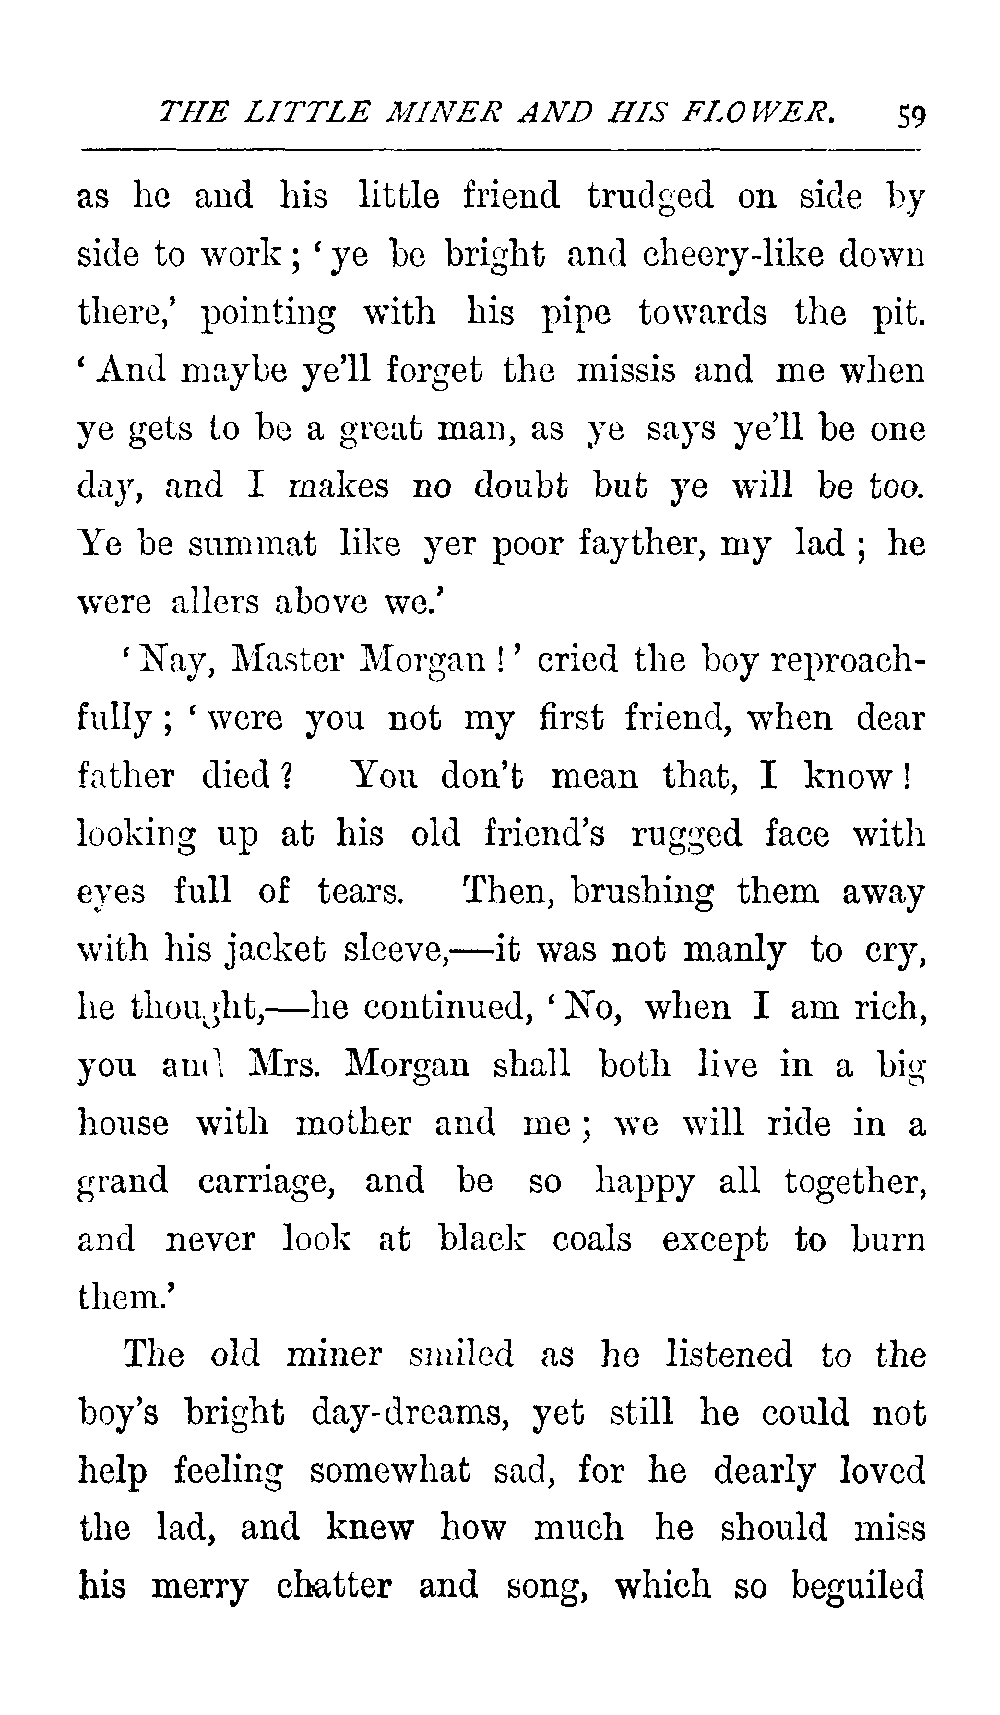 THE LITTLE MINER AND HIS FLOWER. 59
as he and his little friend trudged on side by
side to work; ‘ye be bright and cheery-like down
there,’ pointing with his pipe towards the pit.
‘And maybe ye’ll forget the missis and me when
ye gets to be a great man, as ye says ye’ll be one
day, and I makes no doubt but ye will be too.
Ye be summat like yer poor fayther, my lad; he
were allers above we.’
‘Nay, Master Morgan!’ cried the boy reproach-
fully; ‘were you not my first friend, when dear
father died? You don’t mean that, I know!
looking up at his old friend’s rugged face with
eyes full of tears. Then, brushing them away
with his jacket sleeve,—it was not manly to cry,
he thought,—he continued, ‘No, when I am rich,
you and Mrs. Morgan shall both live in a big
house with mother and me; we will ride in a
grand carriage, and be so happy all together,
and never look at black coals except to burn
them.’
The old miner smiled as he listened to the
boy’s bright day-dreams, yet still he could not
help feeling somewhat sad, for he dearly loved
the lad, and knew how much he should miss
his merry chatter and song, which so beguiled